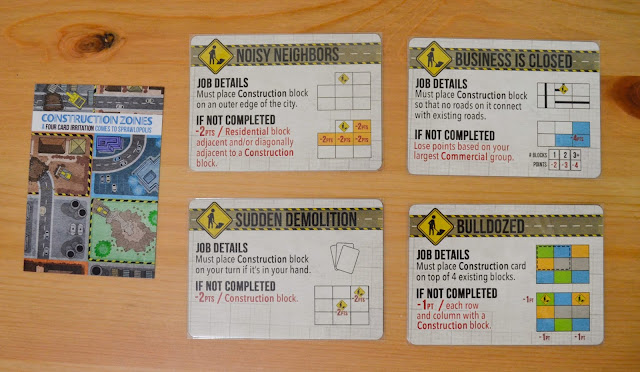 CONSTRUCTION ZONES
A FOUR CARD IRRITATION COMES TO SPRAWLOPOLIS
NOISY NEIGHBORS
JOB DETAILS
Must place Construction block
on an outer edge of the city.
IF NOT COMPLETED
-2PTS / Residential block
adjacent and/or diagonally
adjacent to a Construction
block.
-2PTS
-2PTS -2PTS -2PTS
BUSINESS IS CLOSED
JOB DETAILS
Must place Construction block
so that no roads on it connect
with existing roads.
IF NOT COMPLETED
Lose points based on your
largest Commercial group.
-4PTS
# BLOCKS 1 2 3+
POINTS -2 -3 -4
SUDDEN DEMOLITION
JOB DETAILS
Must place Construction block
on your turn if it's in your hand.
IF NOT COMPLETED
-2PTS / Construction block.
-2PTS
-2PTS
BULLDOZED
JOB DETAILS
Must place Construction card
on top of 4 existing blocks.
IF NOT COMPLETED
-1PT / each row
and column with a
Construction block.
-1PT
-1PT -1PT